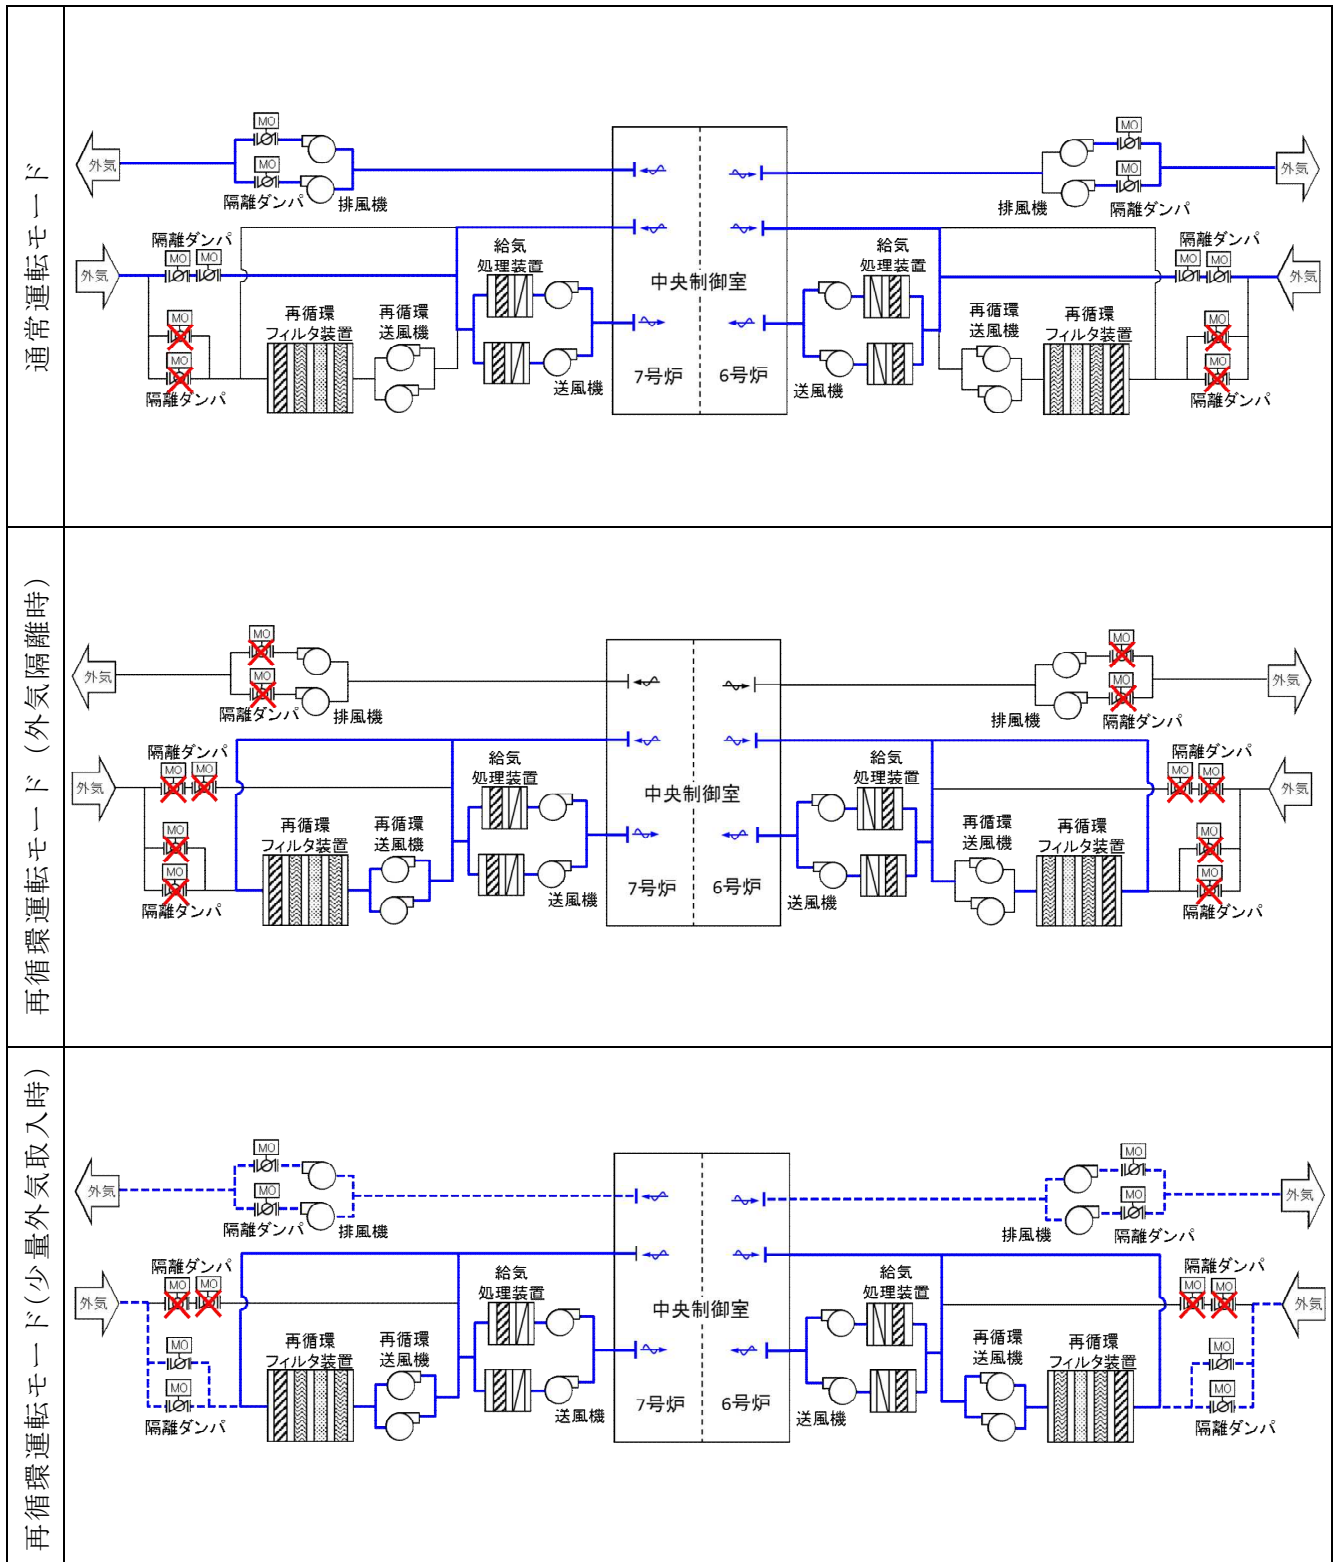 通常運転モード
MO
MO
外気
MO
MO
外気
隔離ダンパ
排風機
排風機
隔離ダンパ
隔離ダンパ
MO
MO
外気
給気
処理装置
中央制御室
給気
処理装置
隔離ダンパ
MO
MO
外気
MO
MO
隔離ダンパ
再循環
フィルタ装置
再循環
送風機
送風機
7号炉
6号炉
送風機
再循環
送風機
再循環
フィルタ装置
MO
MO
隔離ダンパ
再循環運転モード(外気隔離時)
MO
MO
外気
MO
MO
外気
隔離ダンパ
排風機
排風機
隔離ダンパ
隔離ダンパ
MO
MO
外気
給気
処理装置
中央制御室
給気
処理装置
隔離ダンパ
MO
MO
外気
MO
MO
隔離ダンパ
再循環
フィルタ装置
再循環
送風機
送風機
7号炉
6号炉
送風機
再循環
送風機
再循環
フィルタ装置
MO
MO
隔離ダンパ
再循環運転モード(少量外気取入時)
MO
MO
外気
MO
MO
外気
隔離ダンパ
排風機
排風機
隔離ダンパ
隔離ダンパ
MO
MO
外気
給気
処理装置
中央制御室
給気
処理装置
隔離ダンパ
MO
MO
外気
MO
MO
隔離ダンパ
再循環
フィルタ装置
再循環
送風機
送風機
7号炉
6号炉
送風機
再循環
送風機
再循環
フィルタ装置
MO
MO
隔離ダンパ